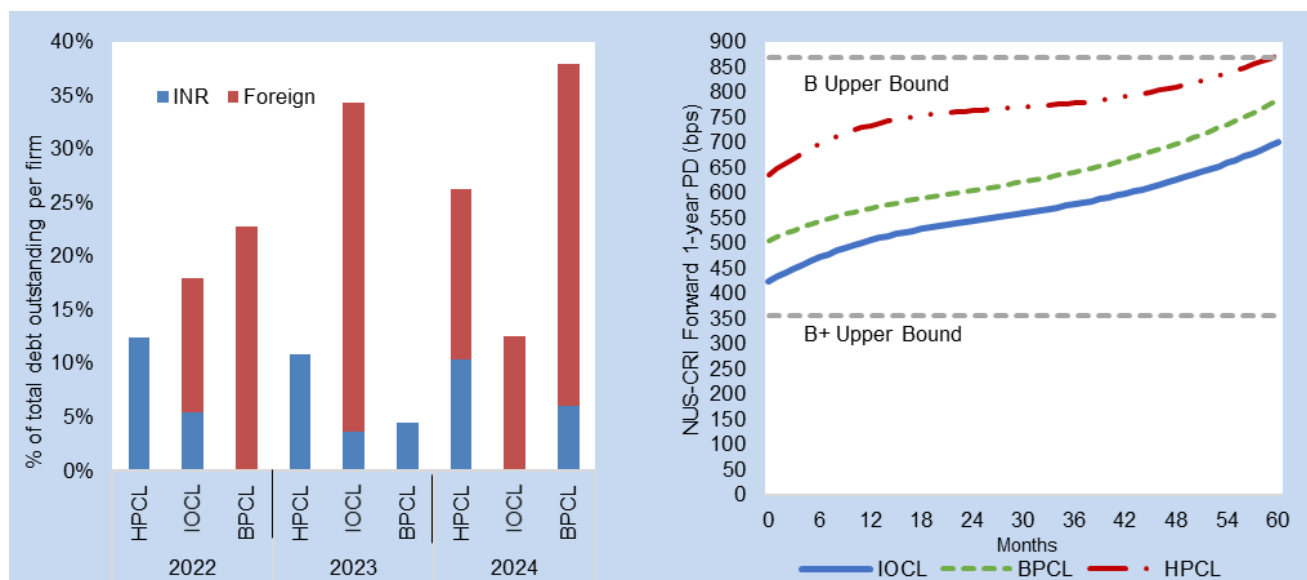 % of total debt outstanding per firm
40%
35%
30%
25%
20%
15%
10%
5%
0%
INR Foreign
HPCL IOCL BPCL HPCL IOCL BPCL HPCL IOCL BPCL
2022 2023 2024
NUS-CRI Forward 1-year PD (bps)
900
850
800
750
700
650
600
550
500
450
400
350
300
250
200
150
100
50
0
B Upper Bound
B+ Upper Bound
0 6 12 18 24 30 36 42 48 54 60
Months
IOCL BPCL HPCL